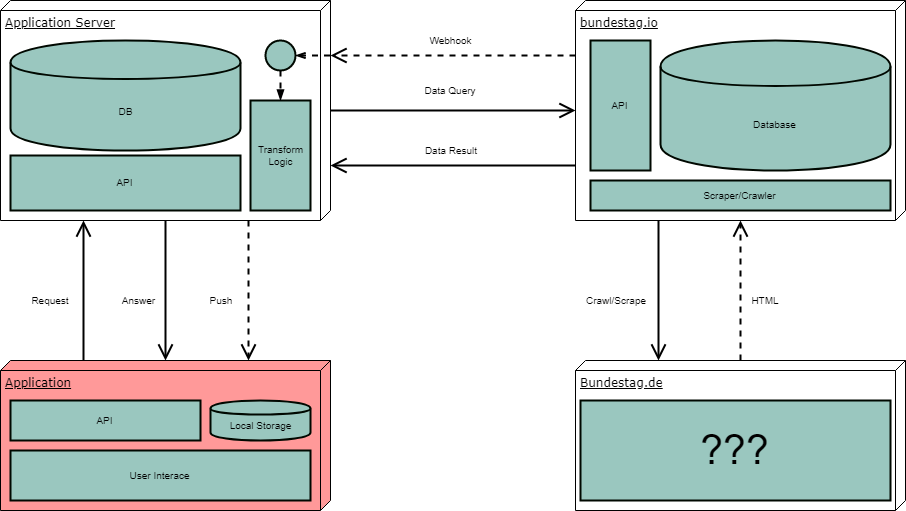 Application Server
bundestag.io
Webhook
DB
Data Query
API
Database
Transform
Logic
Data Result
API
Scraper/Crawler
Request
Answer
Push
Crawl/Scrape
HTML
Application
Bundestag.de
API
Local Storage
???
User Interace